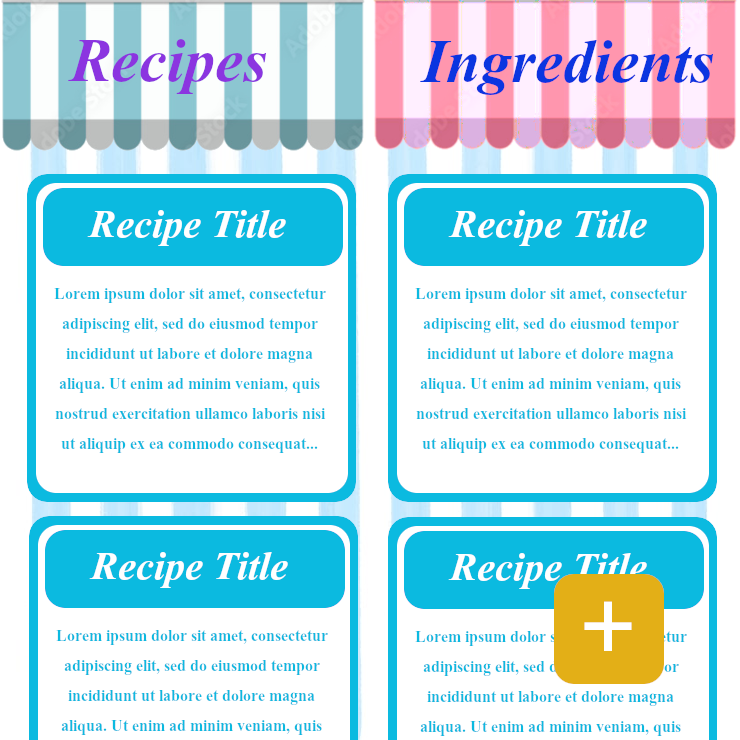 Recipes
Ingredients
Recipe Title
Lorem ipsum dolor sit amet, consectetur
adipiscing elit, sed do eiusmod tempor
incididunt ut labore et dolore magna
aliqua. Ut enim ad minim veniam, quis
nostrud exercitation ullamco laboris nisi
ut aliquip ex ea commodo consequat...
Recipe Title
Lorem ipsum dolor sit amet, consectetur
adipiscing elit, sed do eiusmod tempor
incididunt ut labore et dolore magna
aliqua. Ut enim ad minim veniam, quis
nostrud exercitation ullamco laboris nisi
ut aliquip ex ea commodo consequat...
Recipe Title
Lorem ipsum dolor sit amet, consectetur
adipiscing elit, sed do eiusmod tempor
incididunt ut labore et dolore magna
aliqua. Ut enim ad minim veniam, quis
Recipe Title
Lorem ipsum dolor
adipiscing elit, sed
incididunt ut labore et dolore magna
aliqua. Ut enim ad minim veniam, quis